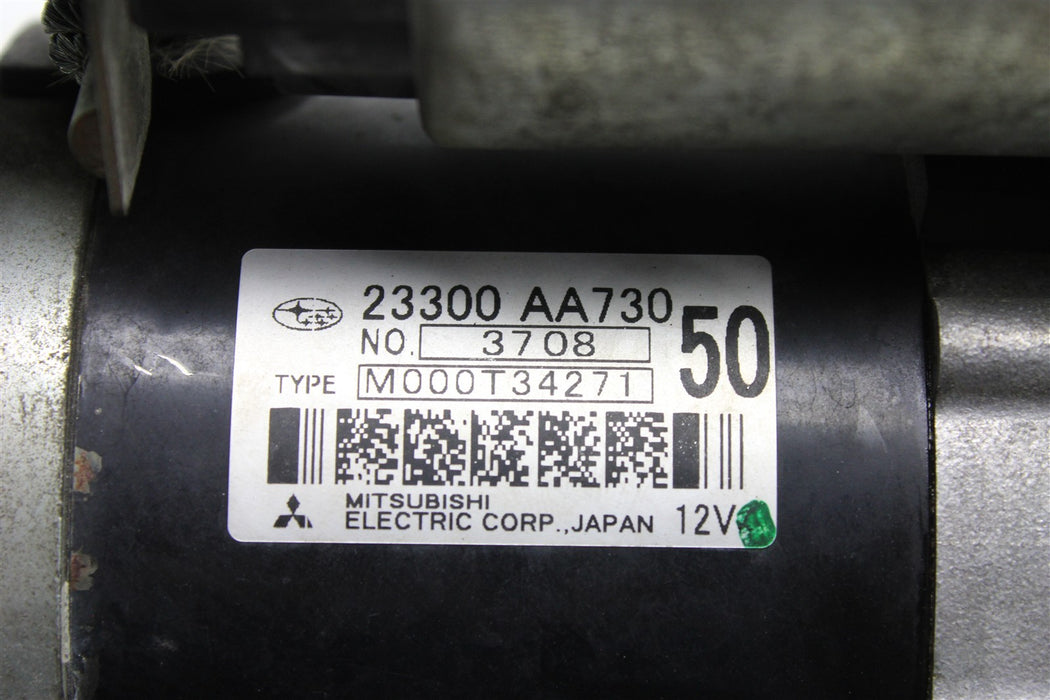 23300 AA730
50
NO. 3708
TYPE M000T34271
MITSUBISHI
ELECTRIC CORP.,JAPAN 12V